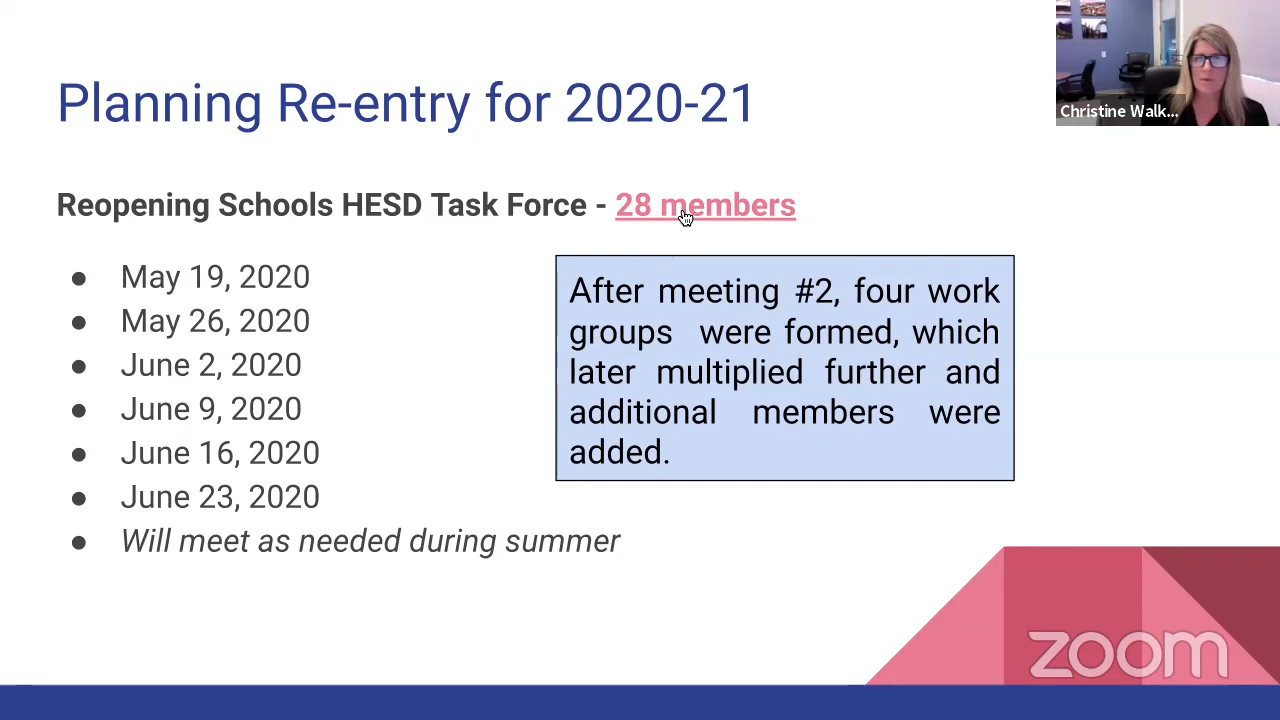 Planning Re-entry for 2020-21
Christine Walk...
Reopening Schools HESD Task Force - 28 members
● May 19, 2020
● May 26, 2020
● June 2, 2020
● June 9, 2020
● June 16, 2020
● June 23, 2020
● Will meet as needed during summer
After meeting #2, four work
groups were formed, which
later multiplied further and
additional members were
added.
zoom